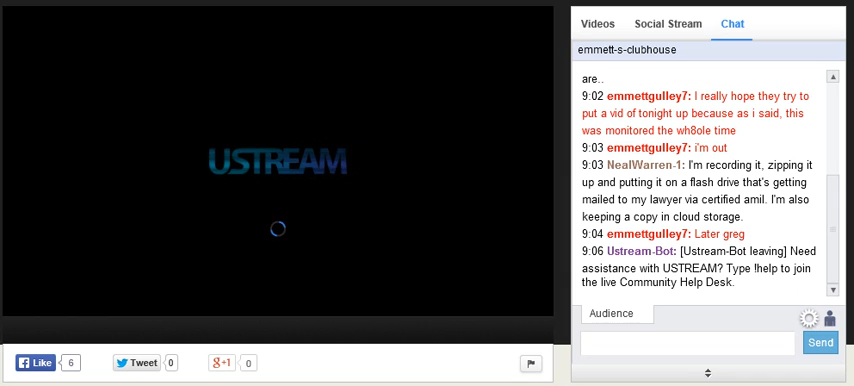 USTREAM
Like 6
Tweet 0
g+1 0
Videos Social Stream Chat
emmett-s-clubhouse
are..
9:02 emmettgulley7: I really hope they try to
put a vid of tonight up because as i said, this
was monitored the wh8ole time
9:03 emmettgulley7: i'm out
9:03 NealWarren-1: I'm recording it, zipping it
up and putting it on a flash drive that's getting
mailed to my lawyer via certified amil. I'm also
keeping a copy in cloud storage.
9:04 emmettgulley7: Later greg
9:06 Ustream-Bot: [Ustream-Bot leaving] Need
assistance with USTREAM? Type !help to join
the live Community Help Desk.
Audience
Send